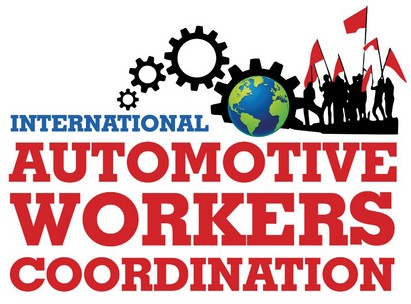 INTERNATIONAL
AUTOMOTIVE
WORKERS
COORDINATION